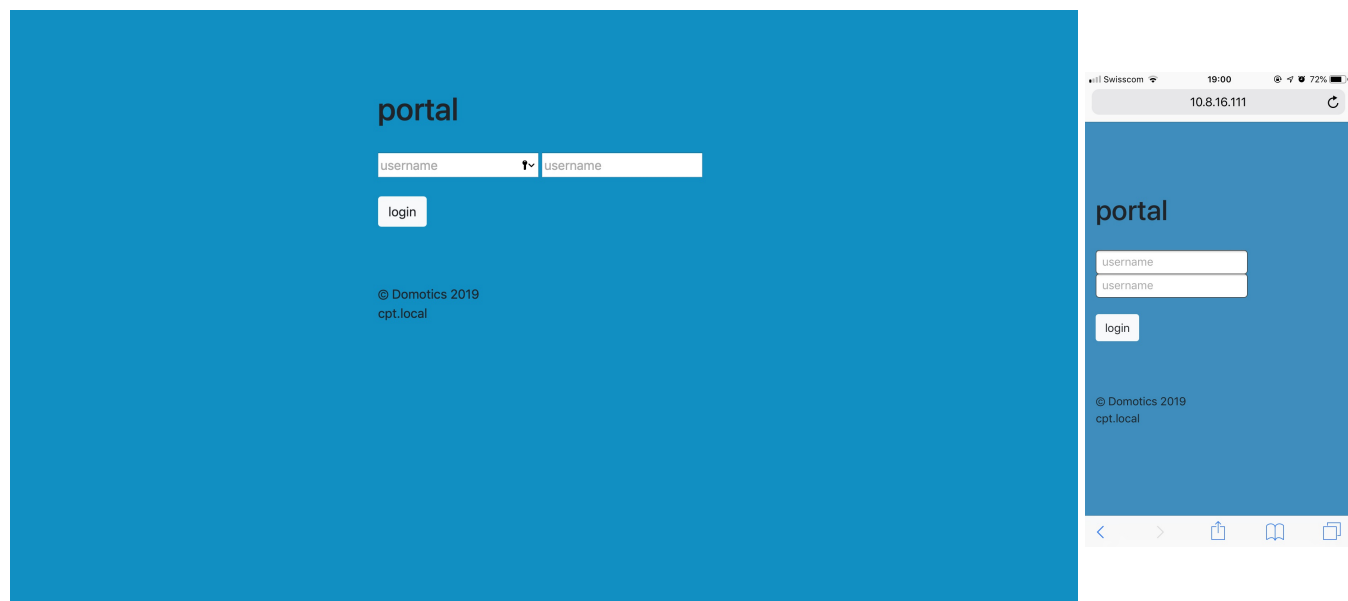 portal
username username
login
© Domotics 2019
cpt.local
Swisscom 19:00 72%
10.8.16.111
portal
username
username
login
© Domotics 2019
cpt.local